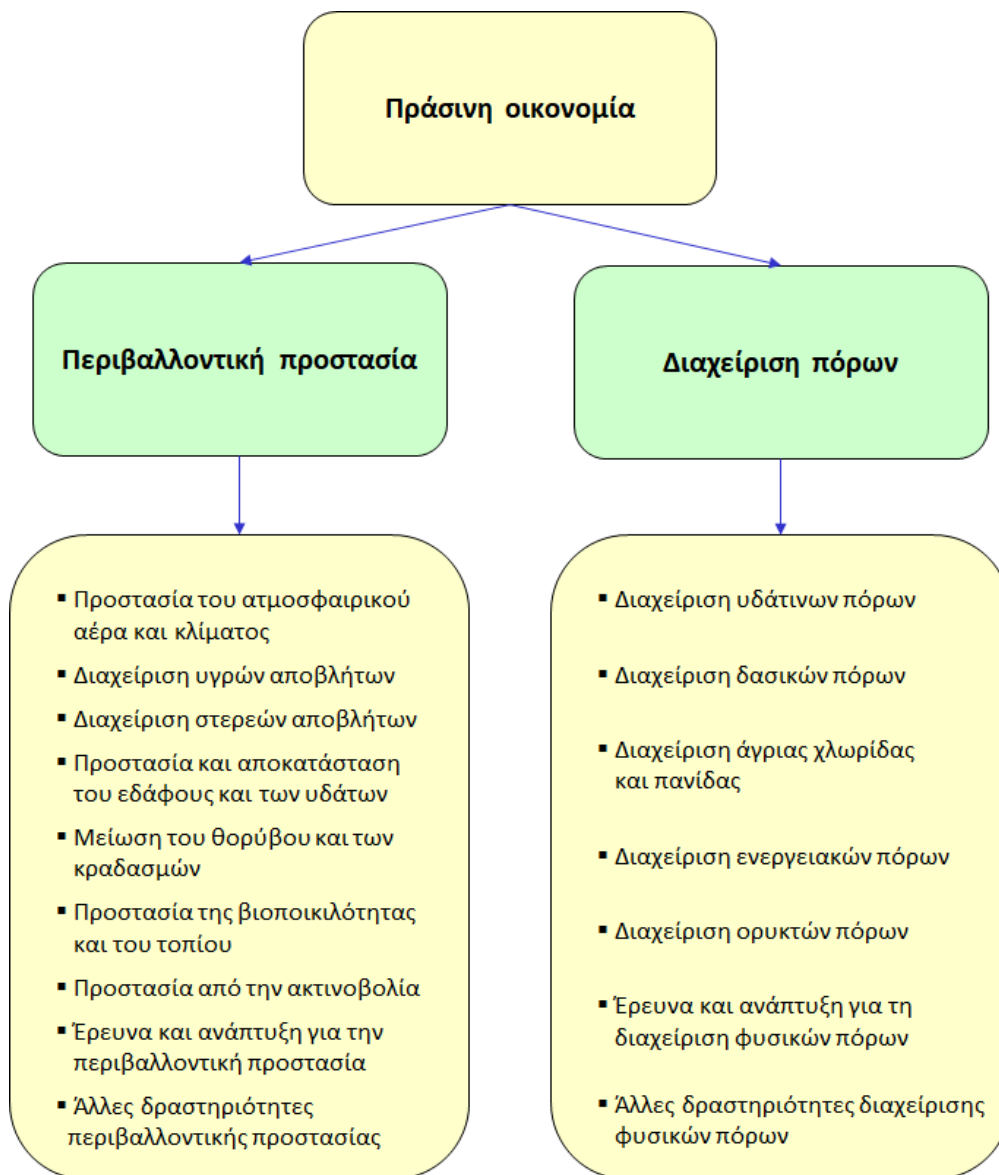 Πράσινη οικονομία
Περιβαλλοντική προστασία
Διαχείριση πόρων
▪ Προστασία του ατμοσφαιρικού
αέρα και κλίματος
▪ Διαχείριση υγρών αποβλήτων
▪ Διαχείριση στερεών αποβλήτων
▪ Προστασία και αποκατάσταση
του εδάφους και των υδάτων
▪ Μείωση του θορύβου και των
κραδασμών
▪ Προστασία της βιοποικιλότητας
και του τοπίου
▪ Προστασία από την ακτινοβολία
▪ Έρευνα και ανάπτυξη για την
περιβαλλοντική προστασία
▪ Άλλες δραστηριότητες
περιβαλλοντικής προστασίας
▪ Διαχείριση υδάτινων πόρων
▪ Διαχείριση δασικών πόρων
▪ Διαχείριση άγριας χλωρίδας
και πανίδας
▪ Διαχείριση ενεργειακών πόρων
▪ Διαχείριση ορυκτών πόρων
▪ Έρευνα και ανάπτυξη για τη
διαχείριση φυσικών πόρων
▪ Άλλες δραστηριότητες διαχείρισης
φυσικών πόρων